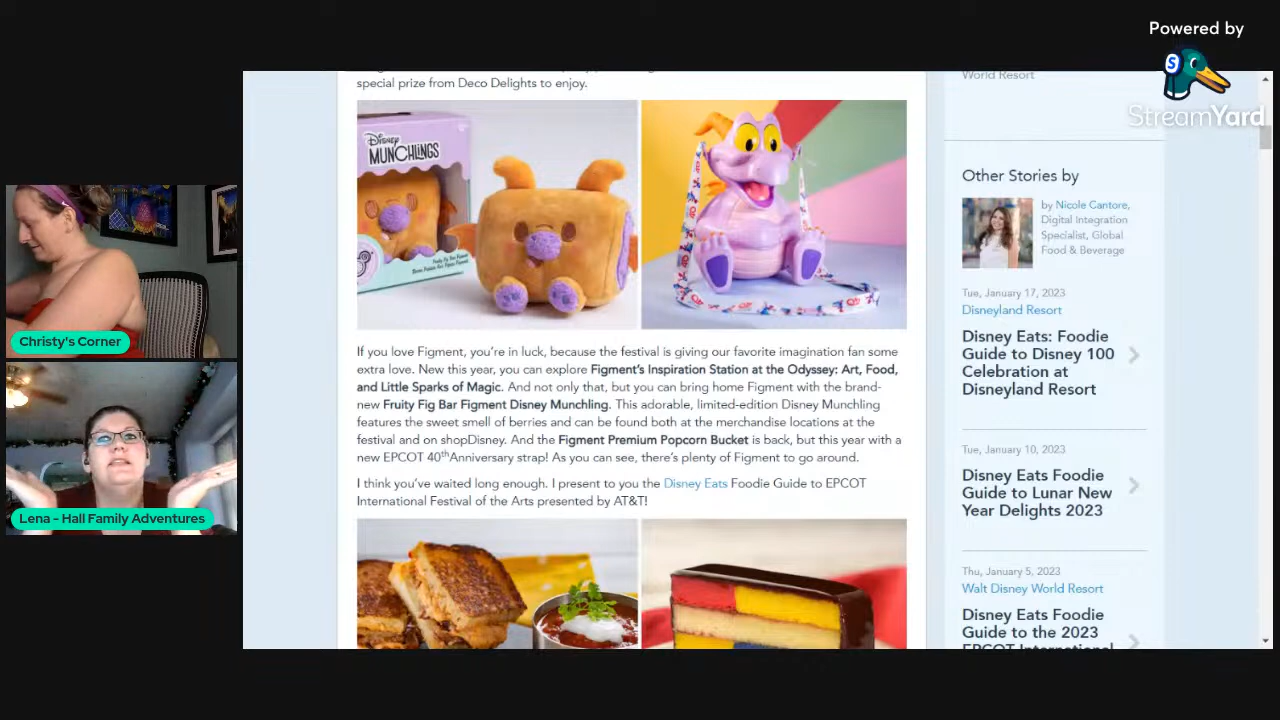 Powered by
StreamYard
World Resort
special prize from Deco Delights to enjoy.
Disney
MUNCHLINGS
If you love Figment, you're in luck, because the festival is giving our favorite imagination fan some
extra love. New this year, you can explore Figment's Inspiration Station at the Odyssey: Art, Food,
and Little Sparks of Magic. And not only that, but you can bring home Figment with the brand-
new Fruity Fig Bar Figment Disney Munchling. This adorable, limited-edition Disney Munchling
features the sweet smell of berries and can be found both at the merchandise locations at the
festival and on shopDisney. And the Figment Premium Popcorn Bucket is back, but this year with a
new EPCOT 40thAnniversary strap! As you can see, there's plenty of Figment to go around.
I think you've waited long enough. I present to you the Disney Eats Foodie Guide to EPCOT
International Festival of the Arts presented by AT&T!
Other Stories by
by Nicole Cantore,
Digital Integration
Specialist, Global
Food & Beverage
Tue, January 17, 2023
Disneyland Resort
Disney Eats: Foodie
Guide to Disney 100
Celebration at
Disneyland Resort
Tue, January 10, 2023
Disney Eats Foodie
Guide to Lunar New
Year Delights 2023
Thu, January 5, 2023
Walt Disney World Resort
Disney Eats Foodie
Guide to the 2023
EPCOT International
Christy's Corner
Lena - Hall Family Adventures